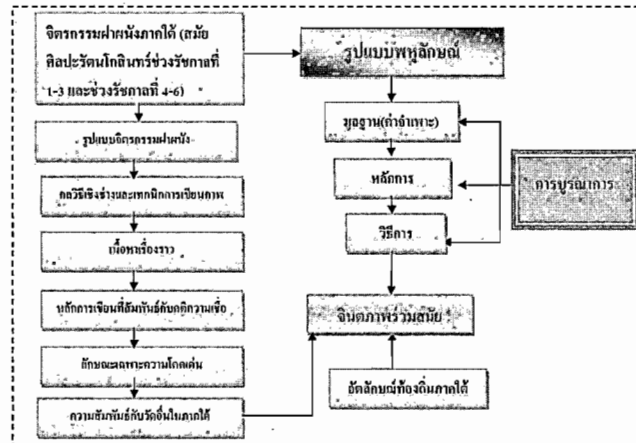 จิตรกรรมฝาผนังภาคใต้ (สมัย
ศิลปะรัตนโกสินทร์ช่วงรัชกาลที่
1-3 และช่วงรัชกาลที่ 4-6)
รูปแบบจิตรกรรมฝาผนัง
กลวิธีเชิงช่างและเทคนิคการเขียนภาพ
เนื้อหาเรื่องราว
หลักการเขียนที่สัมพันธ์กับคติความเชื่อ
ลักษณะเฉพาะความโดดเด่น
ความสัมพันธ์กับวัดอื่นในภาคใต้
รูปแบบพหุลักษณ์
มูลฐาน(ค่าจำเพาะ)
หลักการ
วิธีการ
การบูรณาการ
จินตภาพร่วมสมัย
อัตลักษณ์ท้องถิ่นภาคใต้